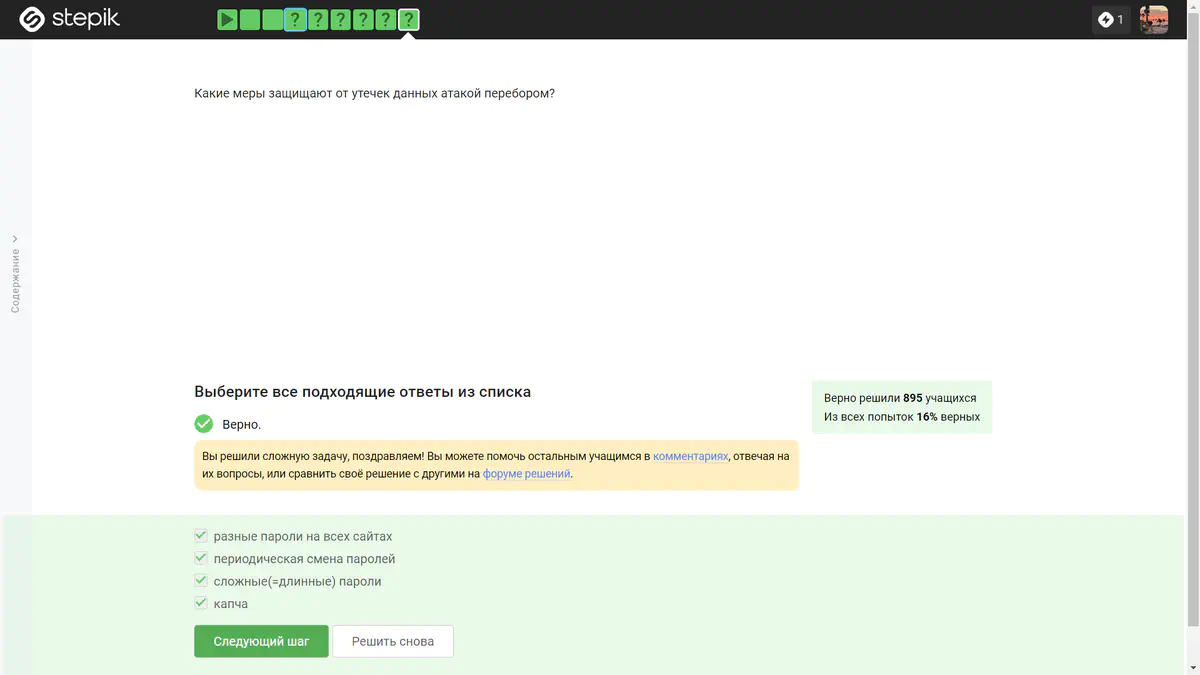 stepik
? ? ? ? ? ?
1
Содержание
Какие меры защищают от утечек данных атакой перебором?
Выберите все подходящие ответы из списка
Верно.
Вы решили сложную задачу, поздравляем! Вы можете помочь остальным учащимся в комментариях, отвечая на
их вопросы, или сравнить своё решение с другими на форуме решений.
Верно решили 895 учащихся
Из всех попыток 16% верных
разные пароли на всех сайтах
периодическая смена паролей
сложные(=длинные) пароли
капча
Следующий шаг
Решить снова